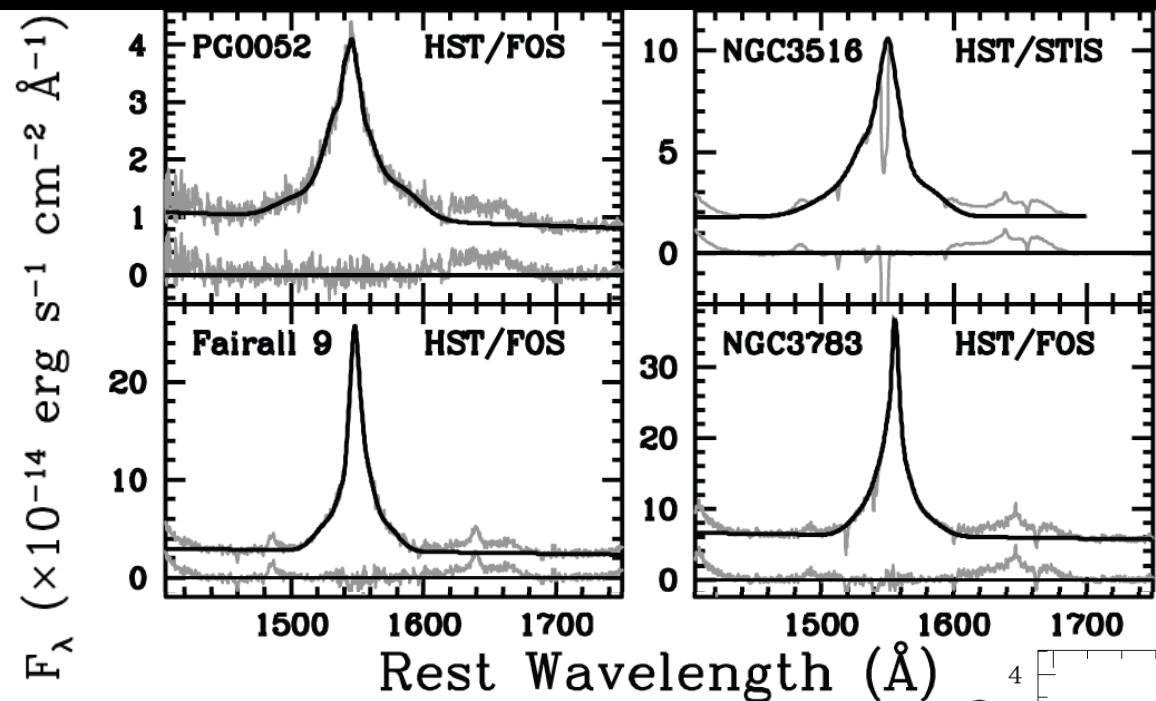 F_λ (×10⁻¹⁴ erg s⁻¹ cm⁻² Å⁻¹)
PG0052 HST/FOS
4
3
2
1
0
NGC3516 HST/STIS
10
5
0
Fairall 9 HST/FOS
20
10
0
1500 1600 1700
NGC3783 HST/FOS
30
20
10
0
1500 1600 1700
Rest Wavelength (Å)
4